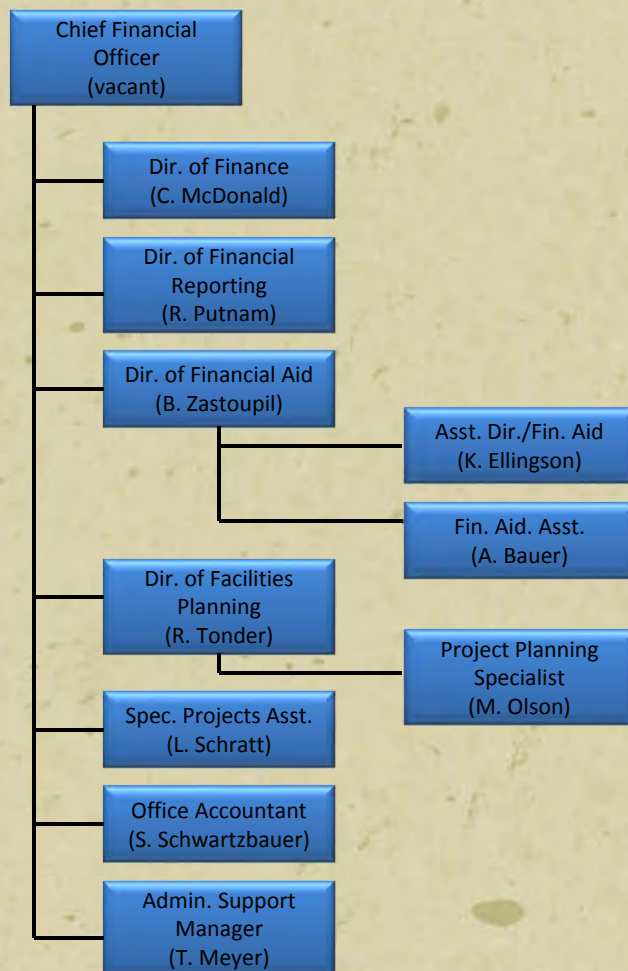 Chief Financial
Officer
(vacant)
Dir. of Finance
(C. McDonald)
Dir. of Financial
Reporting
(R. Putnam)
Dir. of Financial Aid
(B. Zastoupil)
Asst. Dir./Fin. Aid
(K. Ellingson)
Fin. Aid. Asst.
(A. Bauer)
Dir. of Facilities
Planning
(R. Tonder)
Project Planning
Specialist
(M. Olson)
Spec. Projects Asst.
(L. Schratt)
Office Accountant
(S. Schwartzbauer)
Admin. Support
Manager
(T. Meyer)